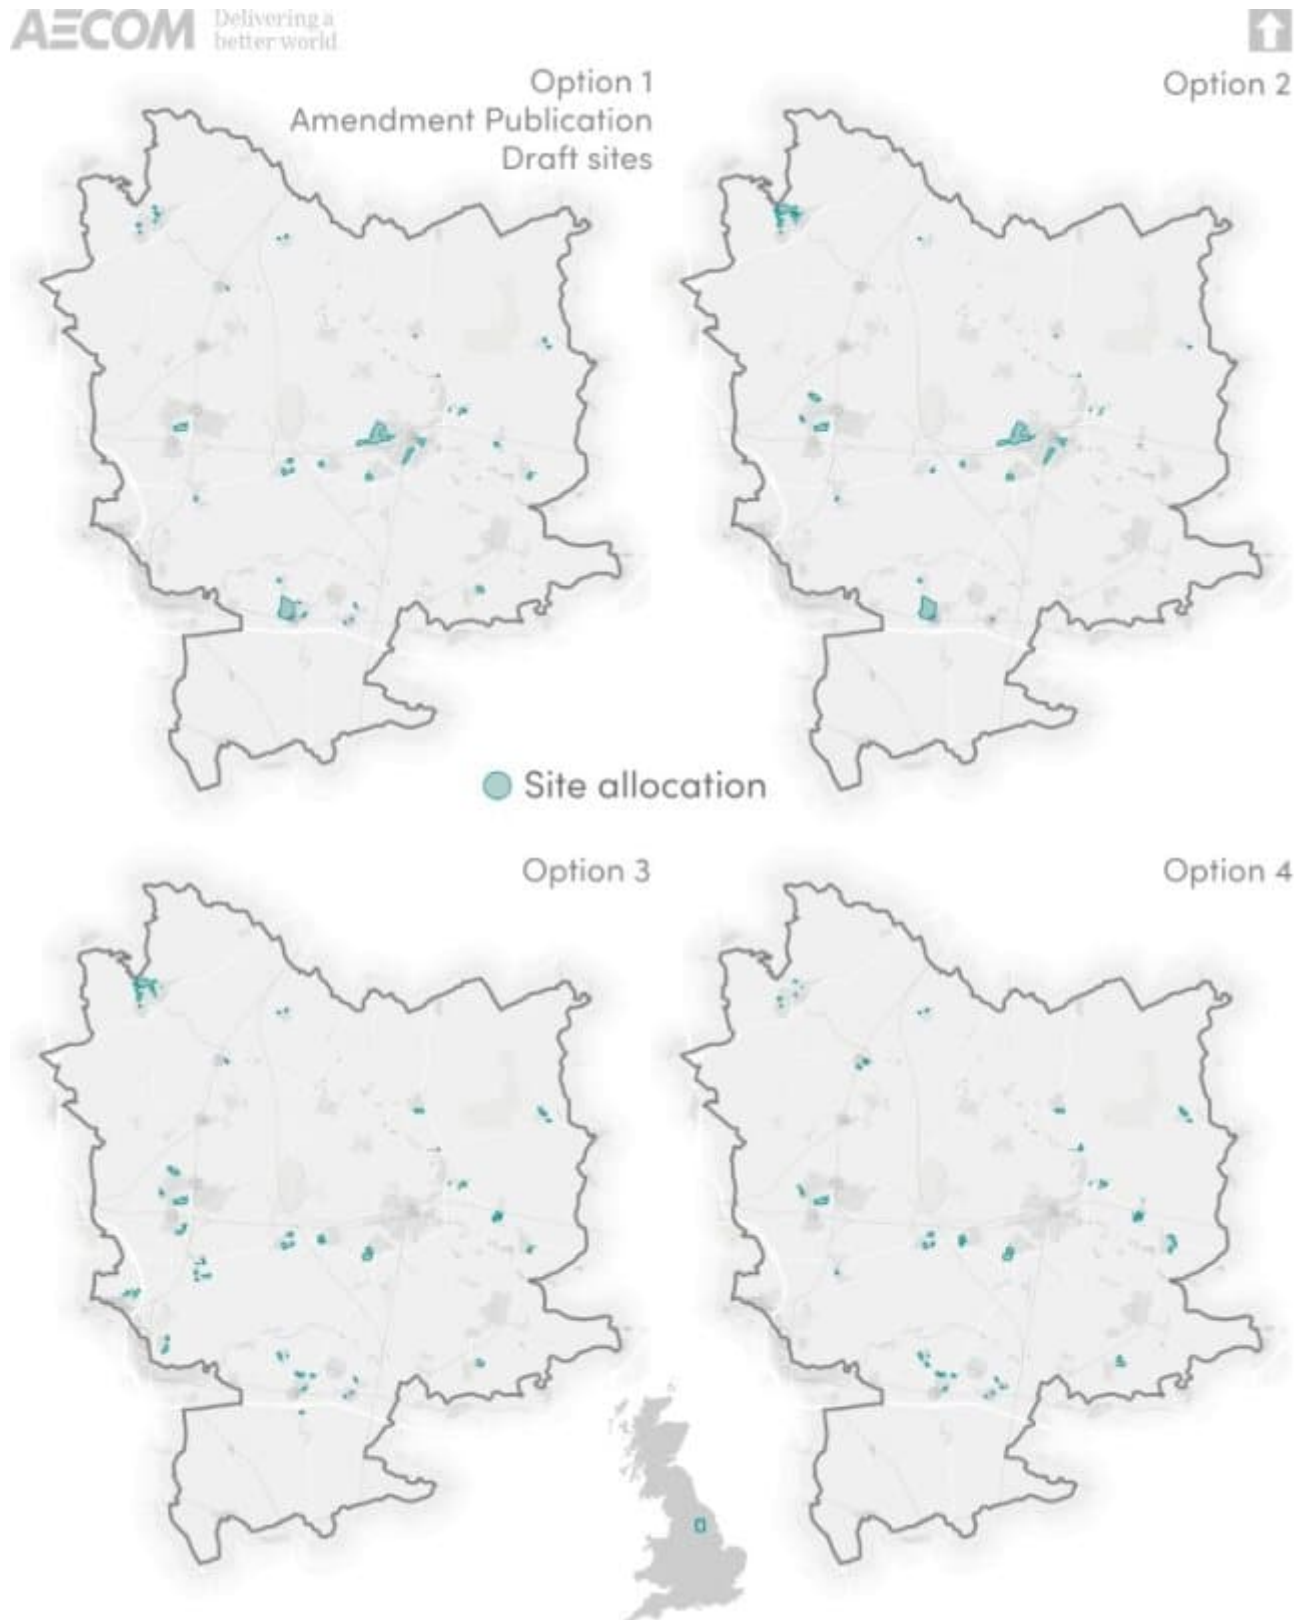 AECOM
Delivering a
better world
Option 1
Amendment Publication
Draft sites
Option 2
Site allocation
Option 3
Option 4